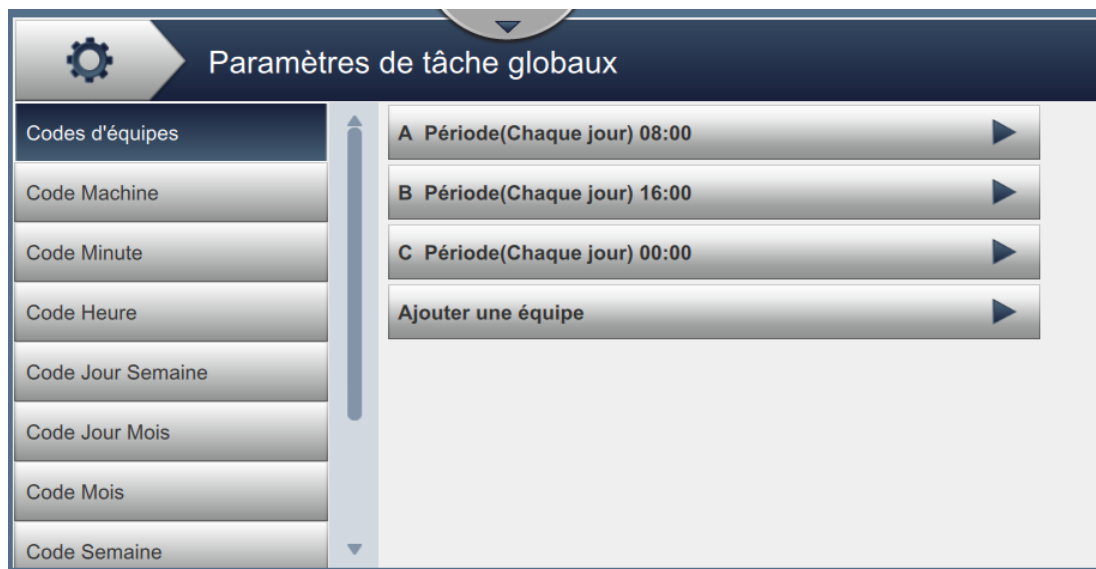 Paramètres de tâche globaux
Codes d'équipes
Code Machine
Code Minute
Code Heure
Code Jour Semaine
Code Jour Mois
Code Mois
Code Semaine
A Période(Chaque jour) 08:00
B Période(Chaque jour) 16:00
C Période(Chaque jour) 00:00
Ajouter une équipe